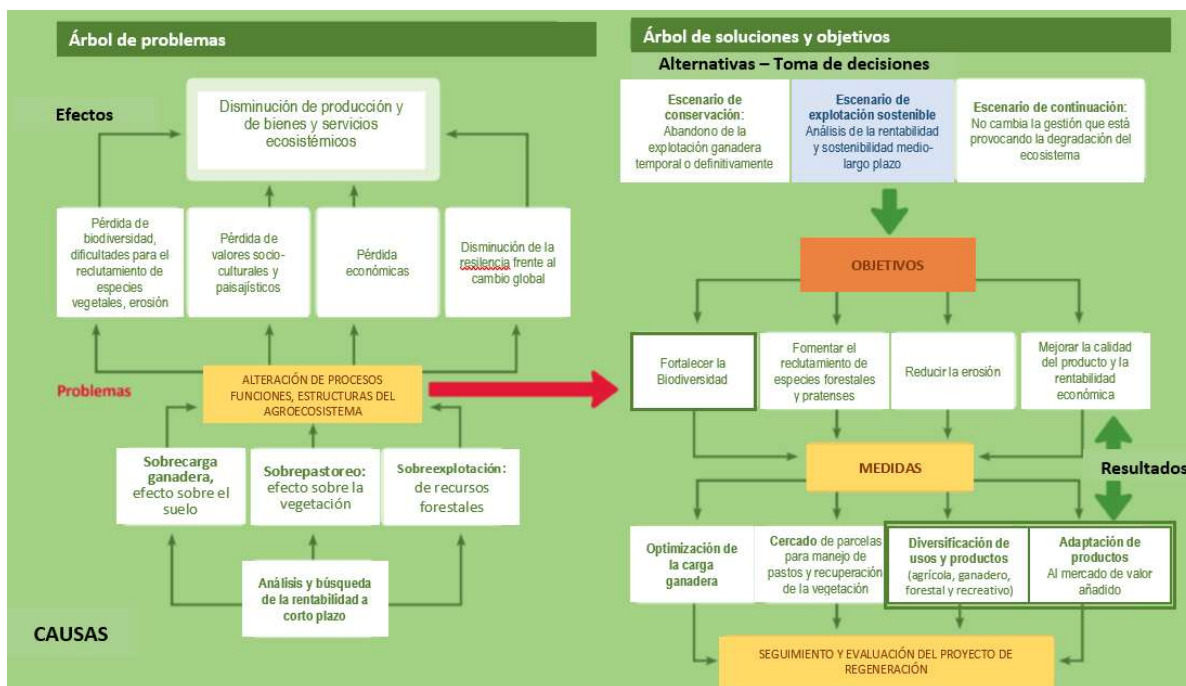 Árbol de problemas
Efectos
Disminución de producción y
de bienes y servicios
ecosistémicos
Pérdida de
biodiversidad,
dificultades para el
reclutamiento de
especies
vegetales, erosión
Pérdida de
valores socio-
culturales y
paisajísticos
Pérdida
económicas
Disminución de la
resilencia frente al
cambio global
Problemas
ALTERACIÓN DE PROCESOS
FUNCIONES, ESTRUCTURAS DEL
AGROECOSISTEMA
Sobrecarga
ganadera,
efecto sobre el
suelo
Sobrepastoreo:
efecto sobre la
vegetación
Sobreexplotación:
de recursos
forestales
Análisis y búsqueda
de la rentabilidad a
corto plazo
CAUSAS
Árbol de soluciones y objetivos
Alternativas – Toma de decisiones
Escenario de
conservación:
Abandono de la
explotación ganadera
temporal o definitivamente
Escenario de
explotación sostenible
Análisis de la rentabilidad
y sostenibilidad medio-
largo plazo
Escenario de continuación:
No cambia la gestión que está
provocando la degradación del
ecosistema
OBJETIVOS
Fortalecer la
Biodiversidad
Fomentar el
reclutamiento de
especies forestales
y pratenses
Reducir la erosión
Mejorar la calidad
del producto y la
rentabilidad
económica
MEDIDAS
Resultados
Optimización de
la carga
ganadera
Cercado de parcelas
para manejo de
pastos y recuperación
de la vegetación
Diversificación de
usos y productos
(agrícola, ganadero,
forestal y recreativo)
Adaptación de
productos
Al mercado de valor
añadido
SEGUIMIENTO Y EVALUACIÓN DEL PROYECTO DE
REGENERACIÓN